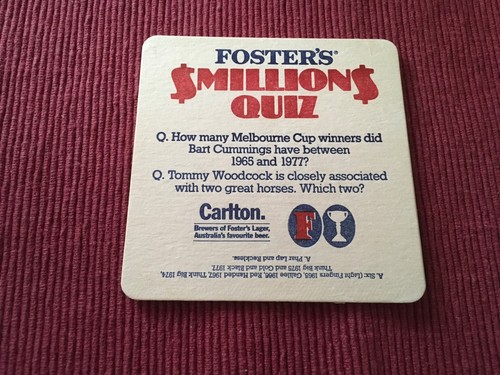 FOSTER'S®
$MILLION$
QUIZ
Q. How many Melbourne Cup winners did
Bart Cummings have between
1965 and 1977?
Q. Tommy Woodcock is closely associated
with two great horses. Which two?
Carlton.
Brewers of Foster's Lager,
Australia's favourite beer.
F
A. Six: (Light Fingers 1965, Galilee 1966, Red Handed 1967, Think Big 1974,
Think Big 1975 and Gold and Black 1977.
A. Phar Lap and Reckless.